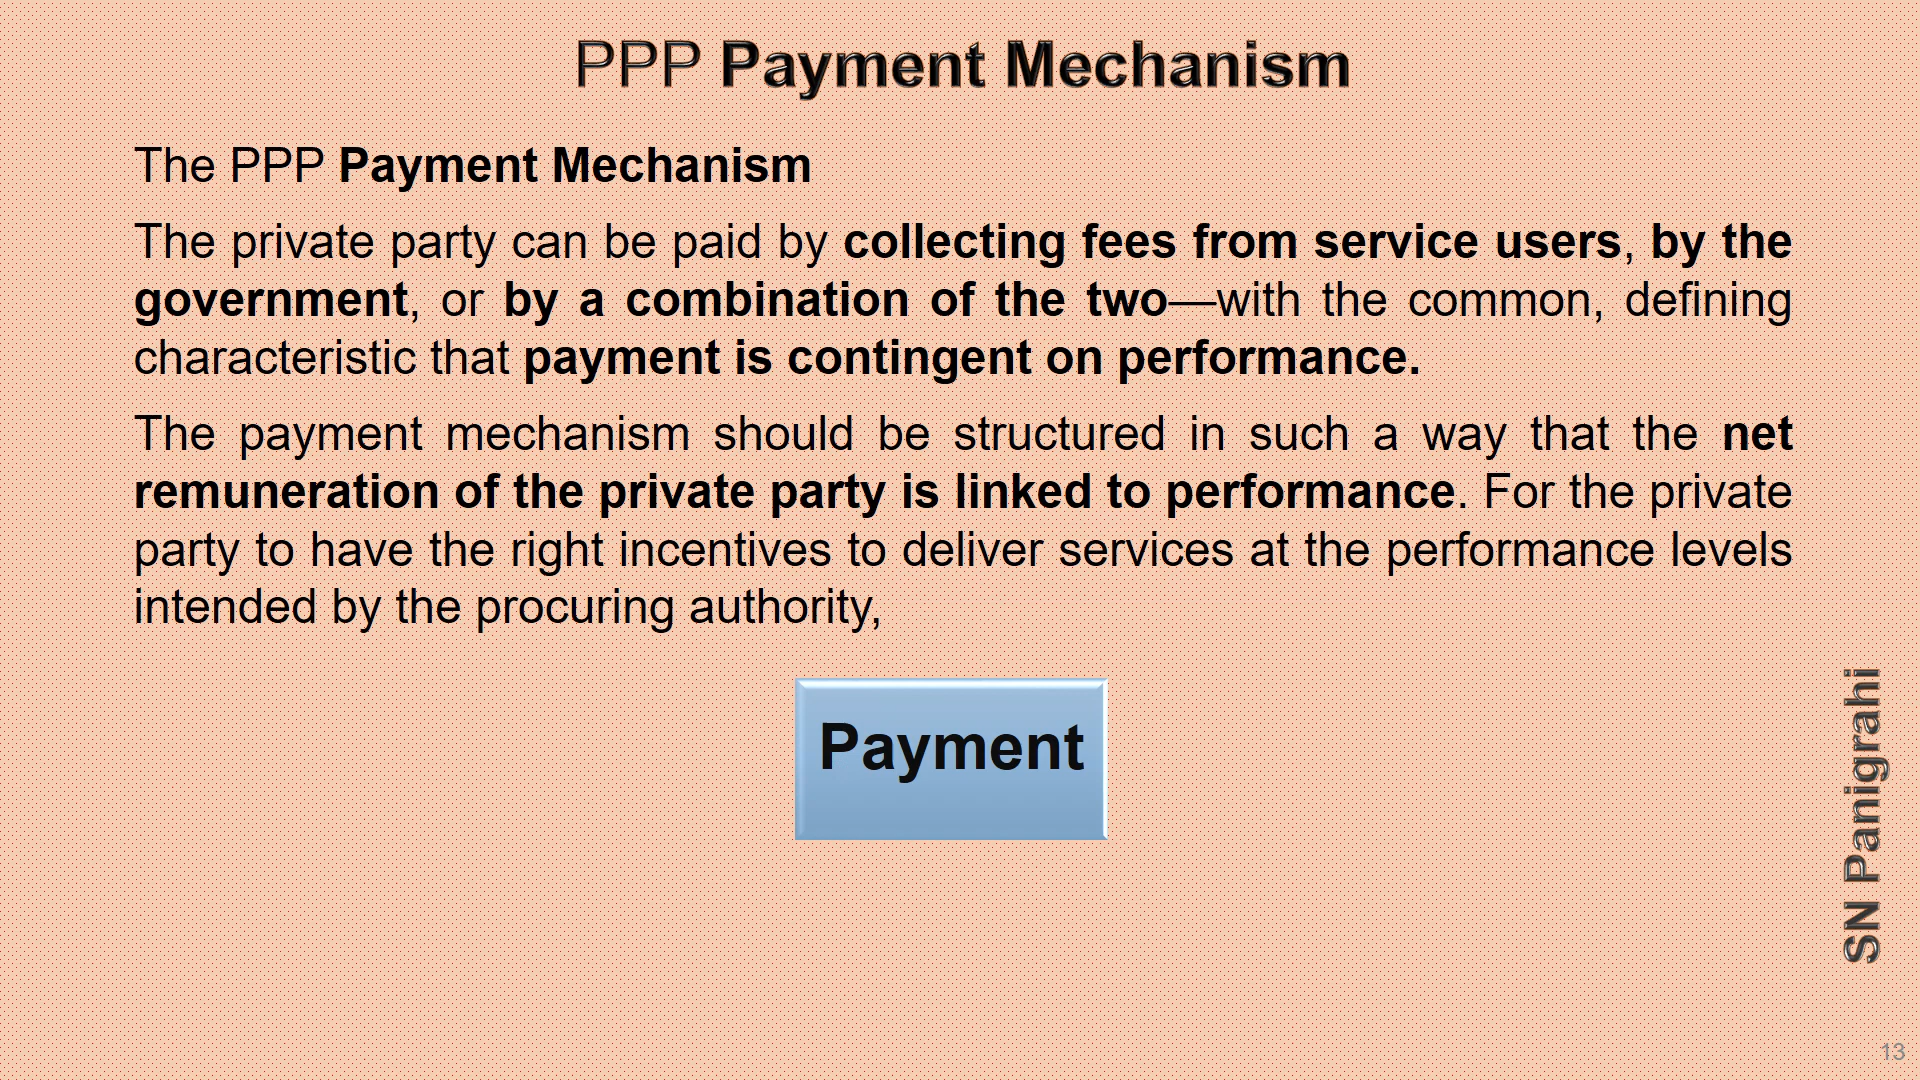 PPP Payment Mechanism
The PPP Payment Mechanism
The private party can be paid by collecting fees from service users, by the
government, or by a combination of the two—with the common, defining
characteristic that payment is contingent on performance.
The payment mechanism should be structured in such a way that the net
remuneration of the private party is linked to performance. For the private
party to have the right incentives to deliver services at the performance levels
intended by the procuring authority,
Payment
SN Panigrahi
13